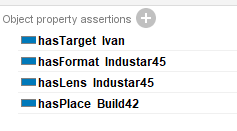 Object property assertions
hasTarget Ivan
hasFormat Industar45
hasLens Industar45
hasPlace Build42